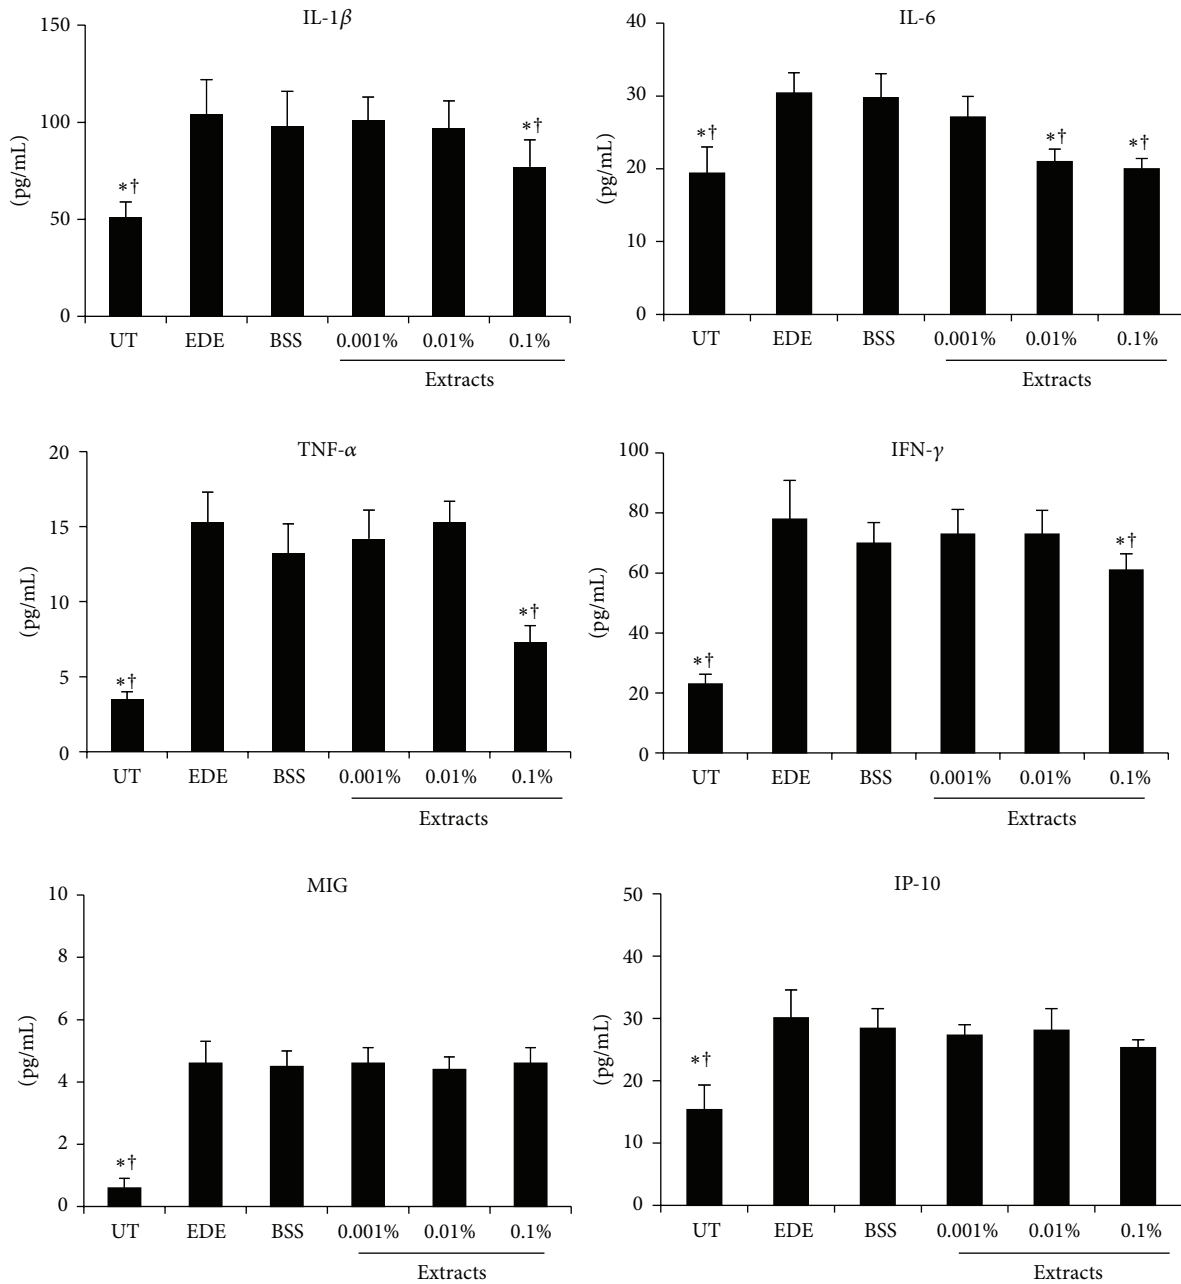 IL-1β
150
100
50
0
(pg/mL)
*†
*†
UT EDE BSS 0.001% 0.01% 0.1%
Extracts
IL-6
40
30
20
10
0
(pg/mL)
*†
*†
*†
UT EDE BSS 0.001% 0.01% 0.1%
Extracts
TNF-α
20
15
10
5
0
(pg/mL)
*†
*†
UT EDE BSS 0.001% 0.01% 0.1%
Extracts
IFN-γ
100
80
60
40
20
0
(pg/mL)
*†
*†
UT EDE BSS 0.001% 0.01% 0.1%
Extracts
MIG
10
8
6
4
2
0
(pg/mL)
*†
UT EDE BSS 0.001% 0.01% 0.1%
Extracts
IP-10
50
40
30
20
10
0
(pg/mL)
*†
UT EDE BSS 0.001% 0.01% 0.1%
Extracts